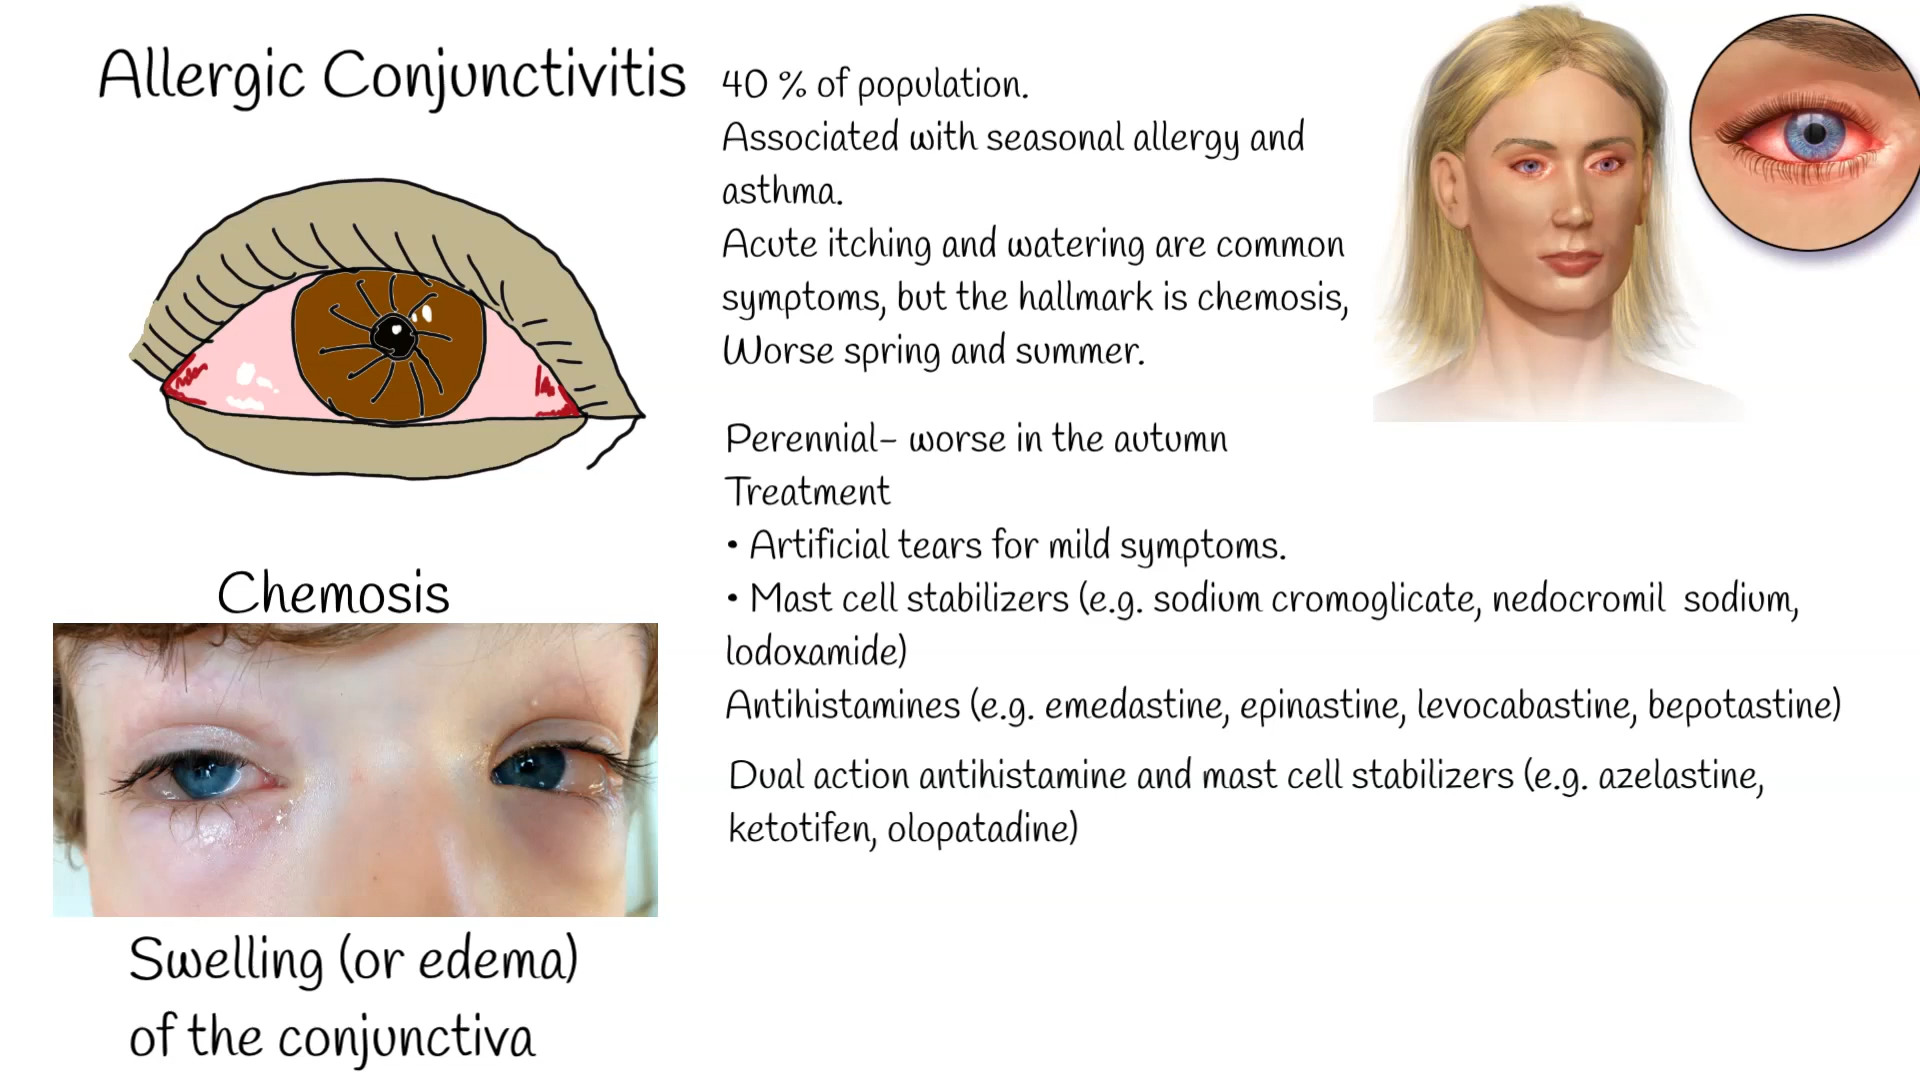 Allergic Conjunctivitis
40 % of population.
Associated with seasonal allergy and
asthma.
Acute itching and watering are common
symptoms, but the hallmark is chemosis,
Worse spring and summer.
Perennial– worse in the autumn
Treatment
• Artificial tears for mild symptoms.
• Mast cell stabilizers (e.g. sodium cromoglicate, nedocromil sodium,
lodoxamide)
Antihistamines (e.g. emedastine, epinastine, levocabastine, bepotastine)
Dual action antihistamine and mast cell stabilizers (e.g. azelastine,
ketotifen, olopatadine)
Chemosis
Swelling (or edema)
of the conjunctiva